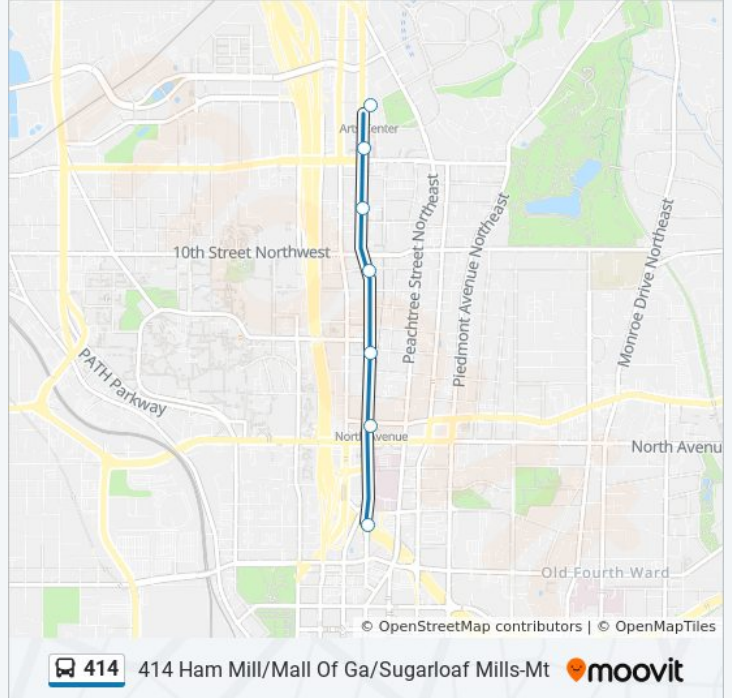 Arts Center
10th Street Northwest
Peachtree Street Northeast
Piedmont Avenue Northeast
Monroe Drive Northeast
PATH Parkway
North Avenue
North Avenu
Old Fourth Ward
© OpenStreetMap contributors | © OpenMapTiles
414 414 Ham Mill/Mall Of Ga/Sugarloaf Mills-Mt moovit